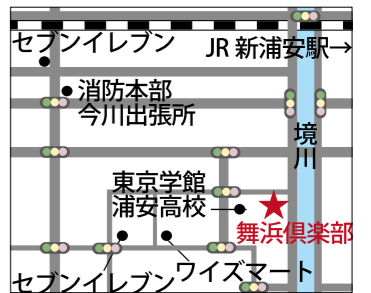 セブンイレブン
JR 新浦安駅→
消防本部
今川出張所
境川
東京学館
浦安高校
舞浜倶楽部
ワイズマート
セブンイレブン